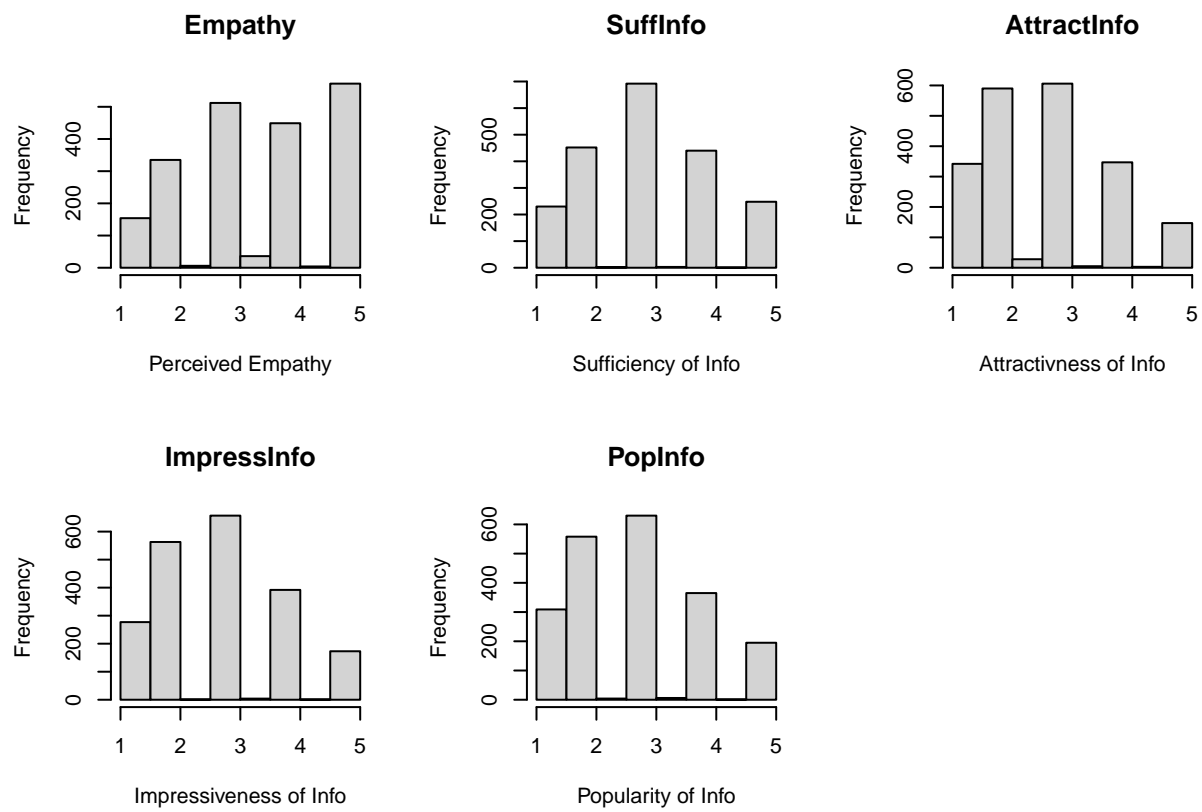 Empathy
Frequency
0 200 400
1 2 3 4 5
Perceived Empathy
SuffInfo
Frequency
0 200 500
1 2 3 4 5
Sufficiency of Info
AttractInfo
Frequency
0 200 400 600
1 2 3 4 5
Attractivness of Info
ImpressInfo
Frequency
0 200 400 600
1 2 3 4 5
Impressiveness of Info
PopInfo
Frequency
0 200 400 600
1 2 3 4 5
Popularity of Info